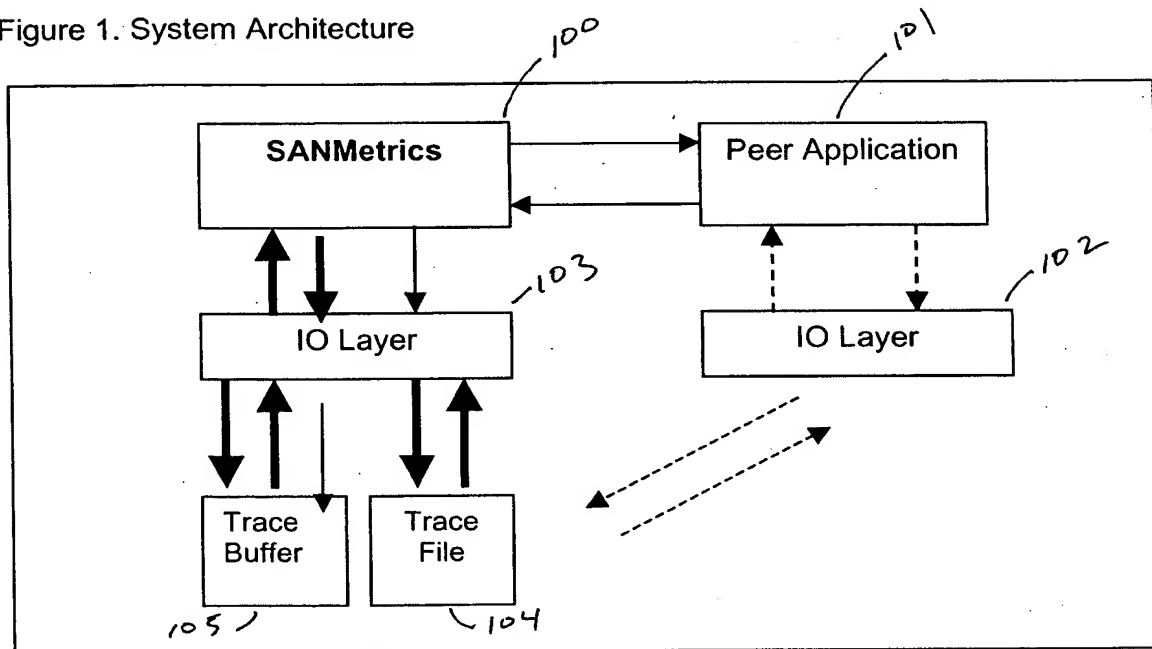 Figure 1. System Architecture
100
101
SANMetrics
Peer Application
103
102
IO Layer
IO Layer
Trace
Buffer
Trace
File
105
104